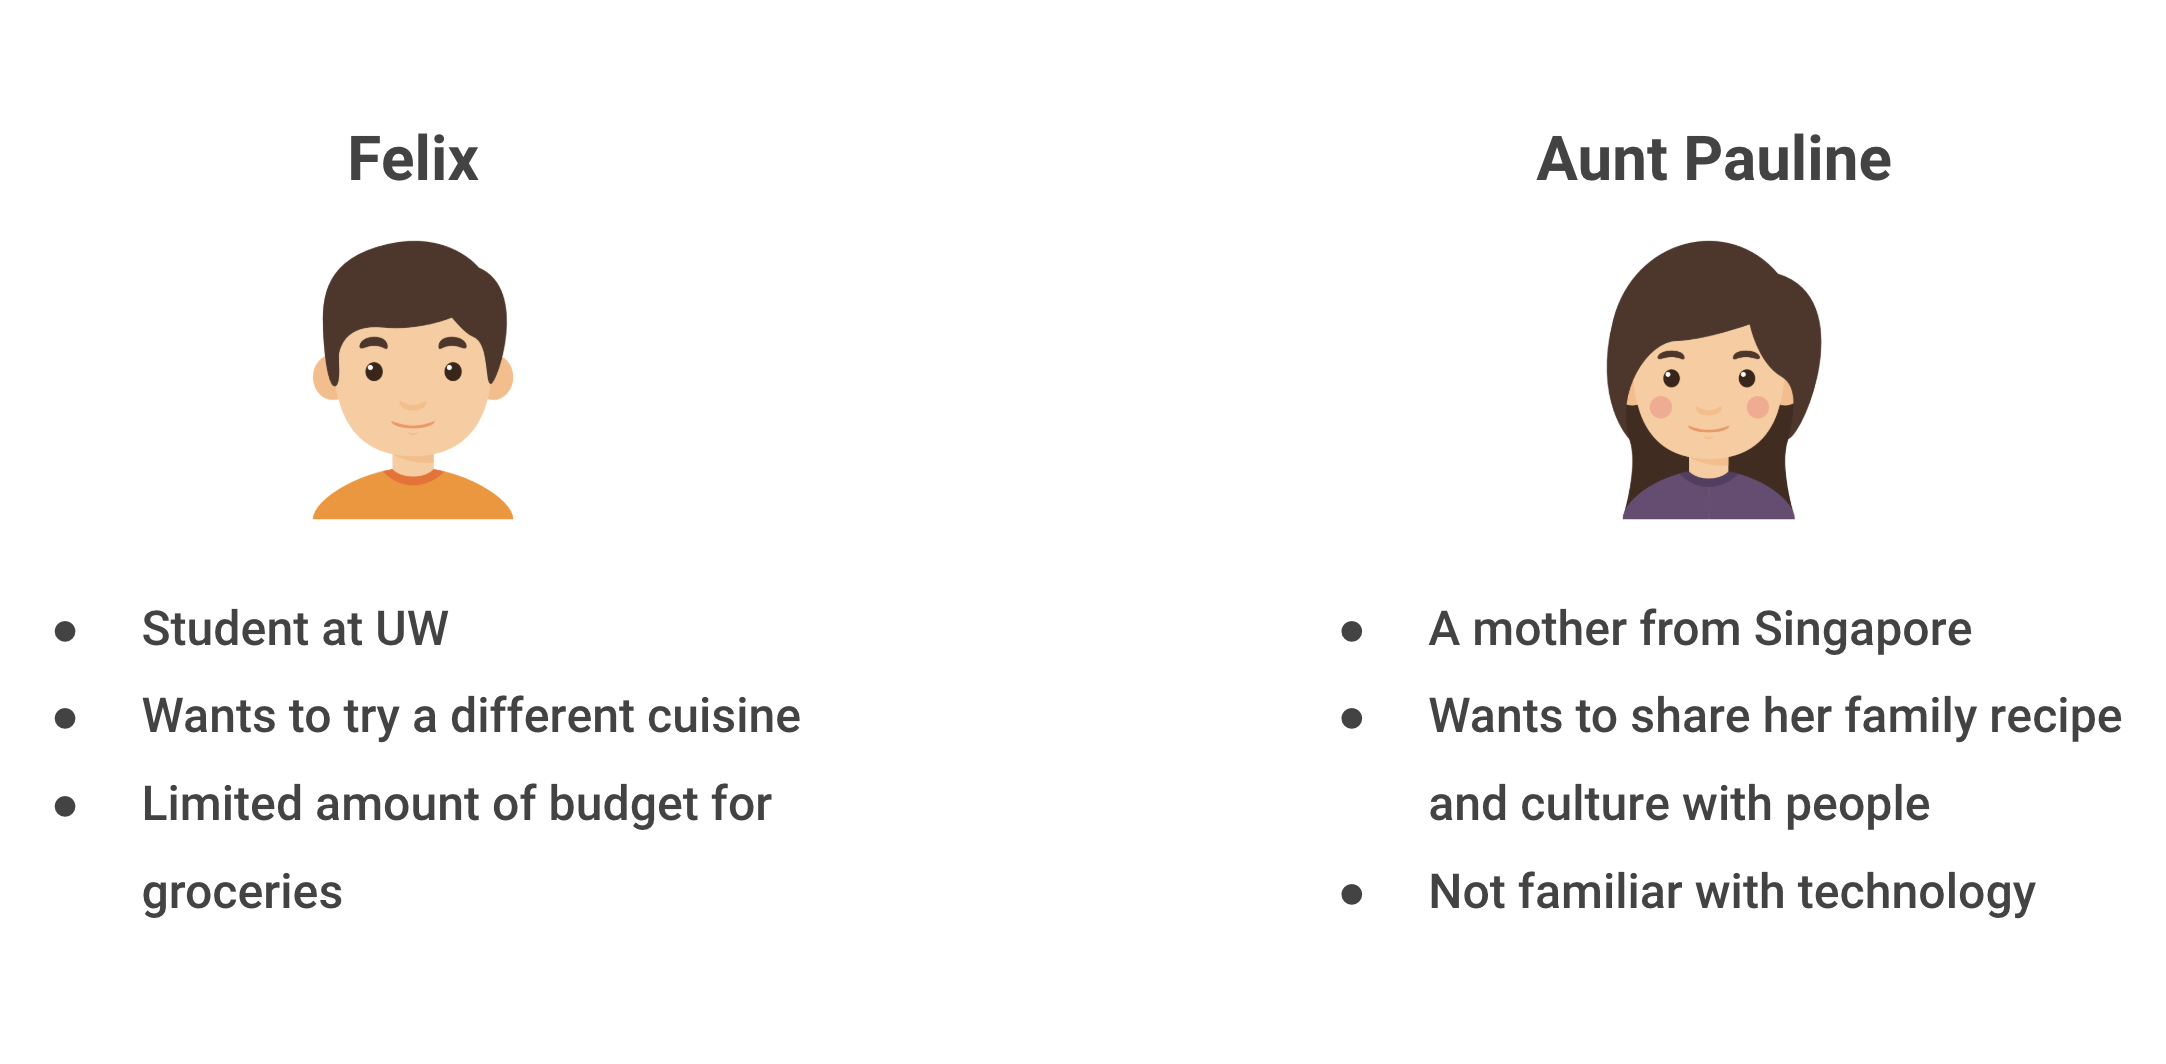 Felix
● Student at UW
● Wants to try a different cuisine
● Limited amount of budget for
groceries
Aunt Pauline
● A mother from Singapore
● Wants to share her family recipe
and culture with people
● Not familiar with technology